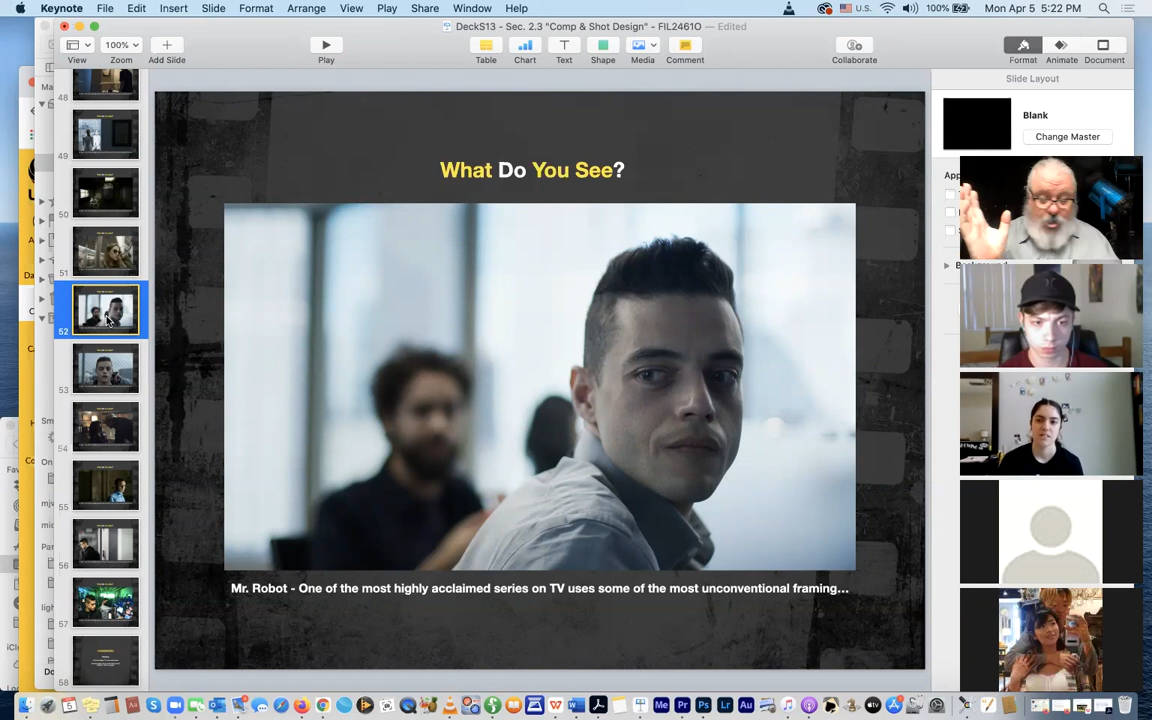 Keynote File Edit Insert Slide Format Arrange View Play Share Window Help
U.S. 100% Mon Apr 5 5:22 PM
DeckS13 - Sec. 2.3 "Comp & Shot Design" - FIL2461O — Edited
100%
View Zoom Add Slide Play Table Chart Text Shape Media Comment Collaborate Format Animate Document
Slide Layout
Blank
Change Master
48
49
50
51
52
53
54
55
56
57
58
What Do You See?
Mr. Robot - One of the most highly acclaimed series on TV uses some of the most unconventional framing...